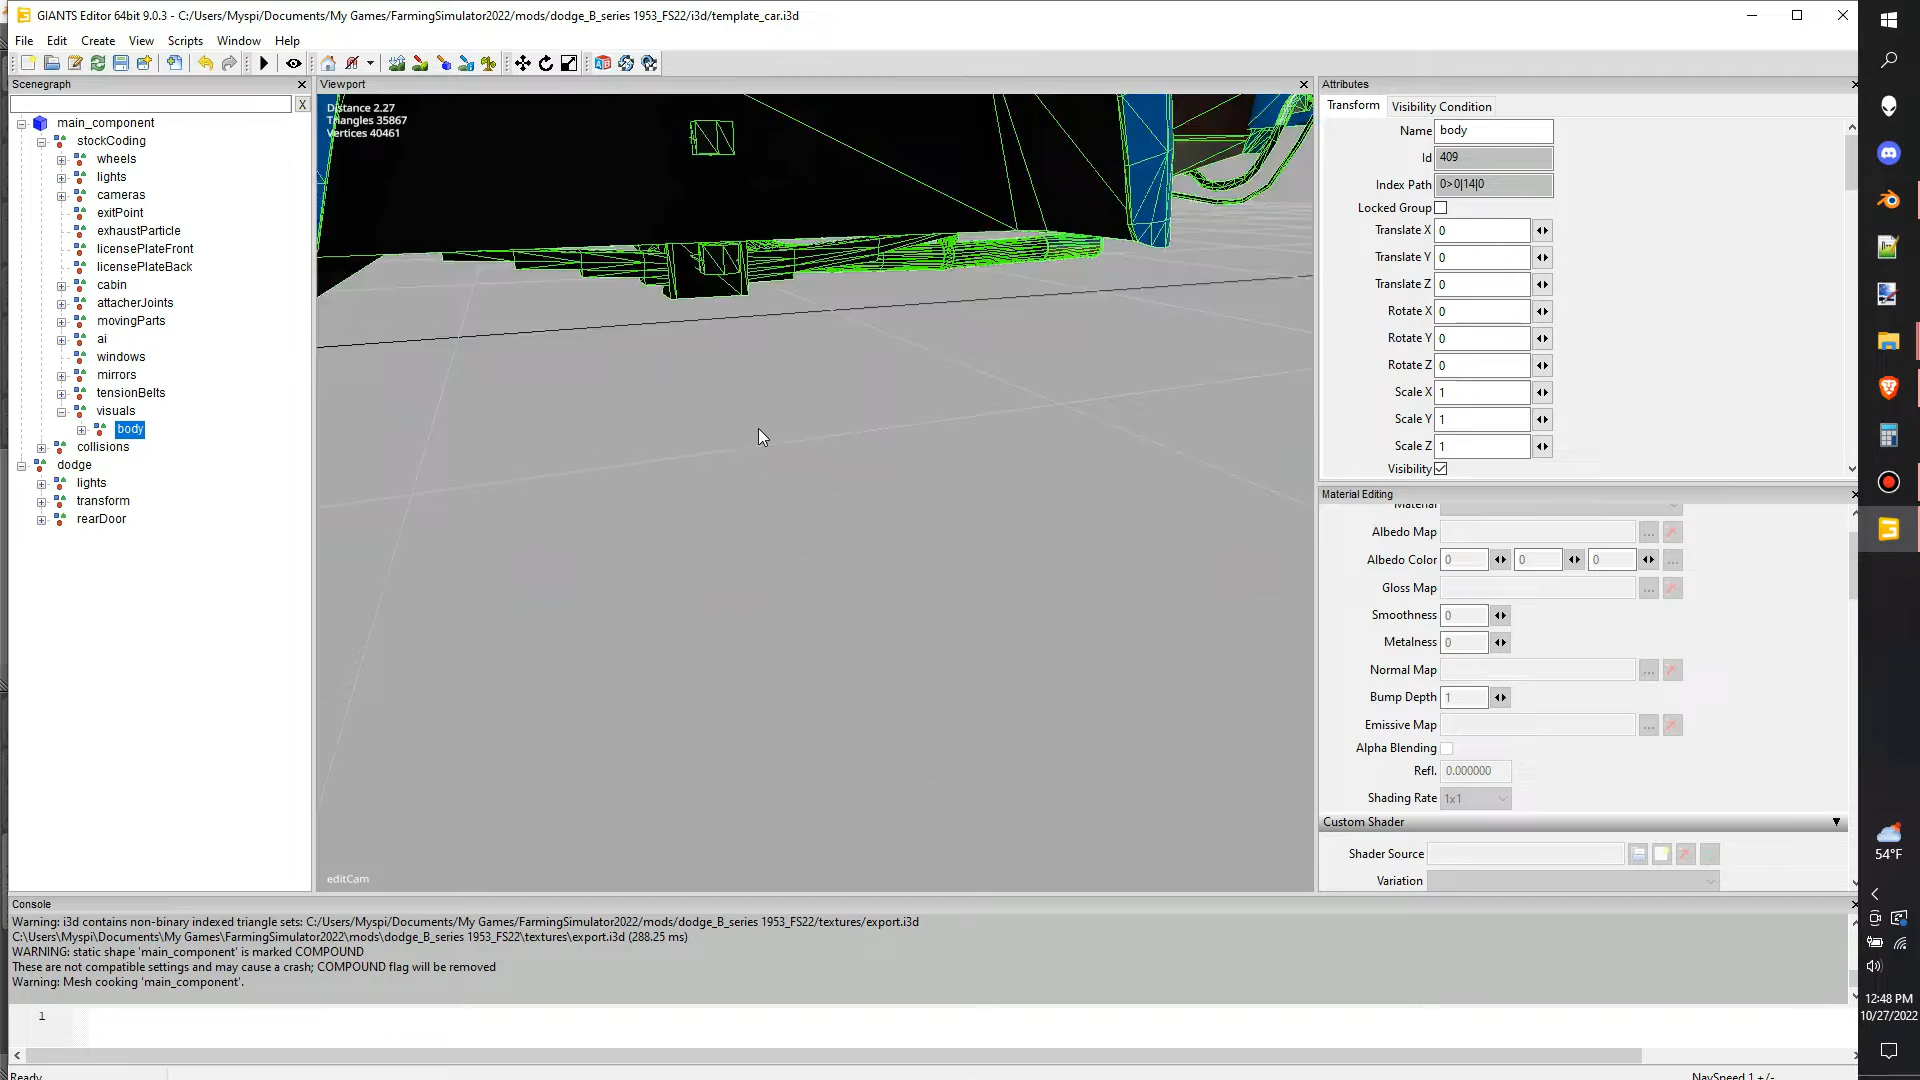 GIANTS Editor 64bit 9.0.3 - C:/Users/Myspi/Documents/My Games/FarmingSimulator2022/mods/dodge_B_series 1953_FS22/i3d/template_car.i3d
File Edit Create View Scripts Window Help
Scenegraph
X
main_component
stockCoding
wheels
lights
cameras
exitPoint
exhaustParticle
licensePlateFront
licensePlateBack
cabin
attacherJoints
movingParts
ai
windows
mirrors
tensionBelts
visuals
body
collisions
dodge
lights
transform
rearDoor
Viewport
Distance 2.27
Triangles 35867
Vertices 40461
editCam
Attributes
Transform Visibility Condition
Name body
Id 409
Index Path 0>0|14|0
Locked Group
Translate X 0
Translate Y 0
Translate Z 0
Rotate X 0
Rotate Y 0
Rotate Z 0
Scale X 1
Scale Y 1
Scale Z 1
Visibility
Material Editing
Material
Albedo Map ...
Albedo Color 0 0 0 ...
Gloss Map ...
Smoothness 0
Metalness 0
Normal Map ...
Bump Depth 1
Emissive Map ...
Alpha Blending
Refl. 0.000000
Shading Rate 1x1
Custom Shader
Shader Source
Variation
Console
Warning: i3d contains non-binary indexed triangle sets: C:/Users/Myspi/Documents/My Games/FarmingSimulator2022/mods/dodge_B_series 1953_FS22/textures/export.i3d
C:\Users\Myspi\Documents\My Games\FarmingSimulator2022\mods\dodge_B_series 1953_FS22\textures\export.i3d (288.25 ms)
WARNING: static shape 'main_component' is marked COMPOUND
These are not compatible settings and may cause a crash; COMPOUND flag will be removed
Warning: Mesh cooking 'main_component'.
1
Ready
NavSpeed 1 +/-
54°F
12:48 PM
10/27/2022